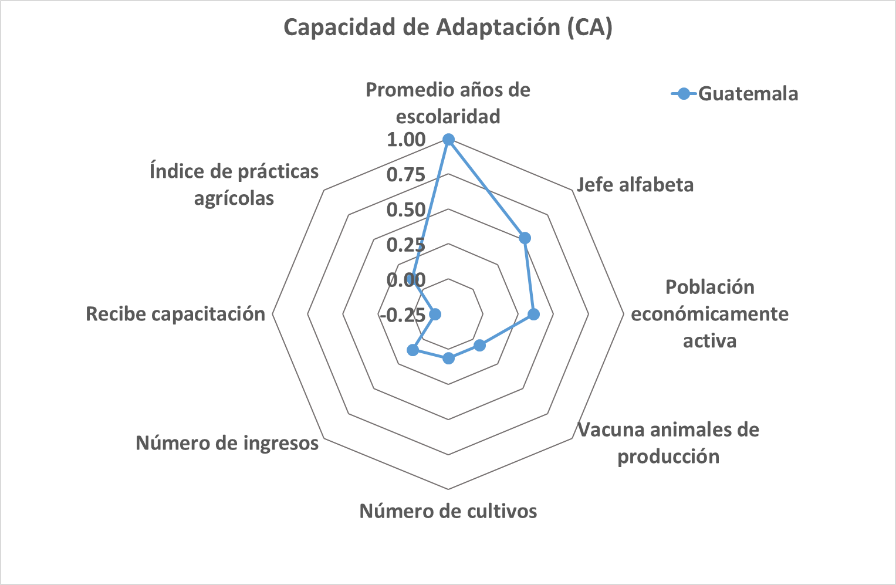 Capacidad de Adaptación (CA)
Guatemala
Promedio años de
escolaridad
Jefe alfabeta
Población
económicamente
activa
Vacuna animales de
producción
Número de cultivos
Número de ingresos
Recibe capacitación
Índice de prácticas
agrícolas
1.00
0.75
0.50
0.25
0.00
-0.25